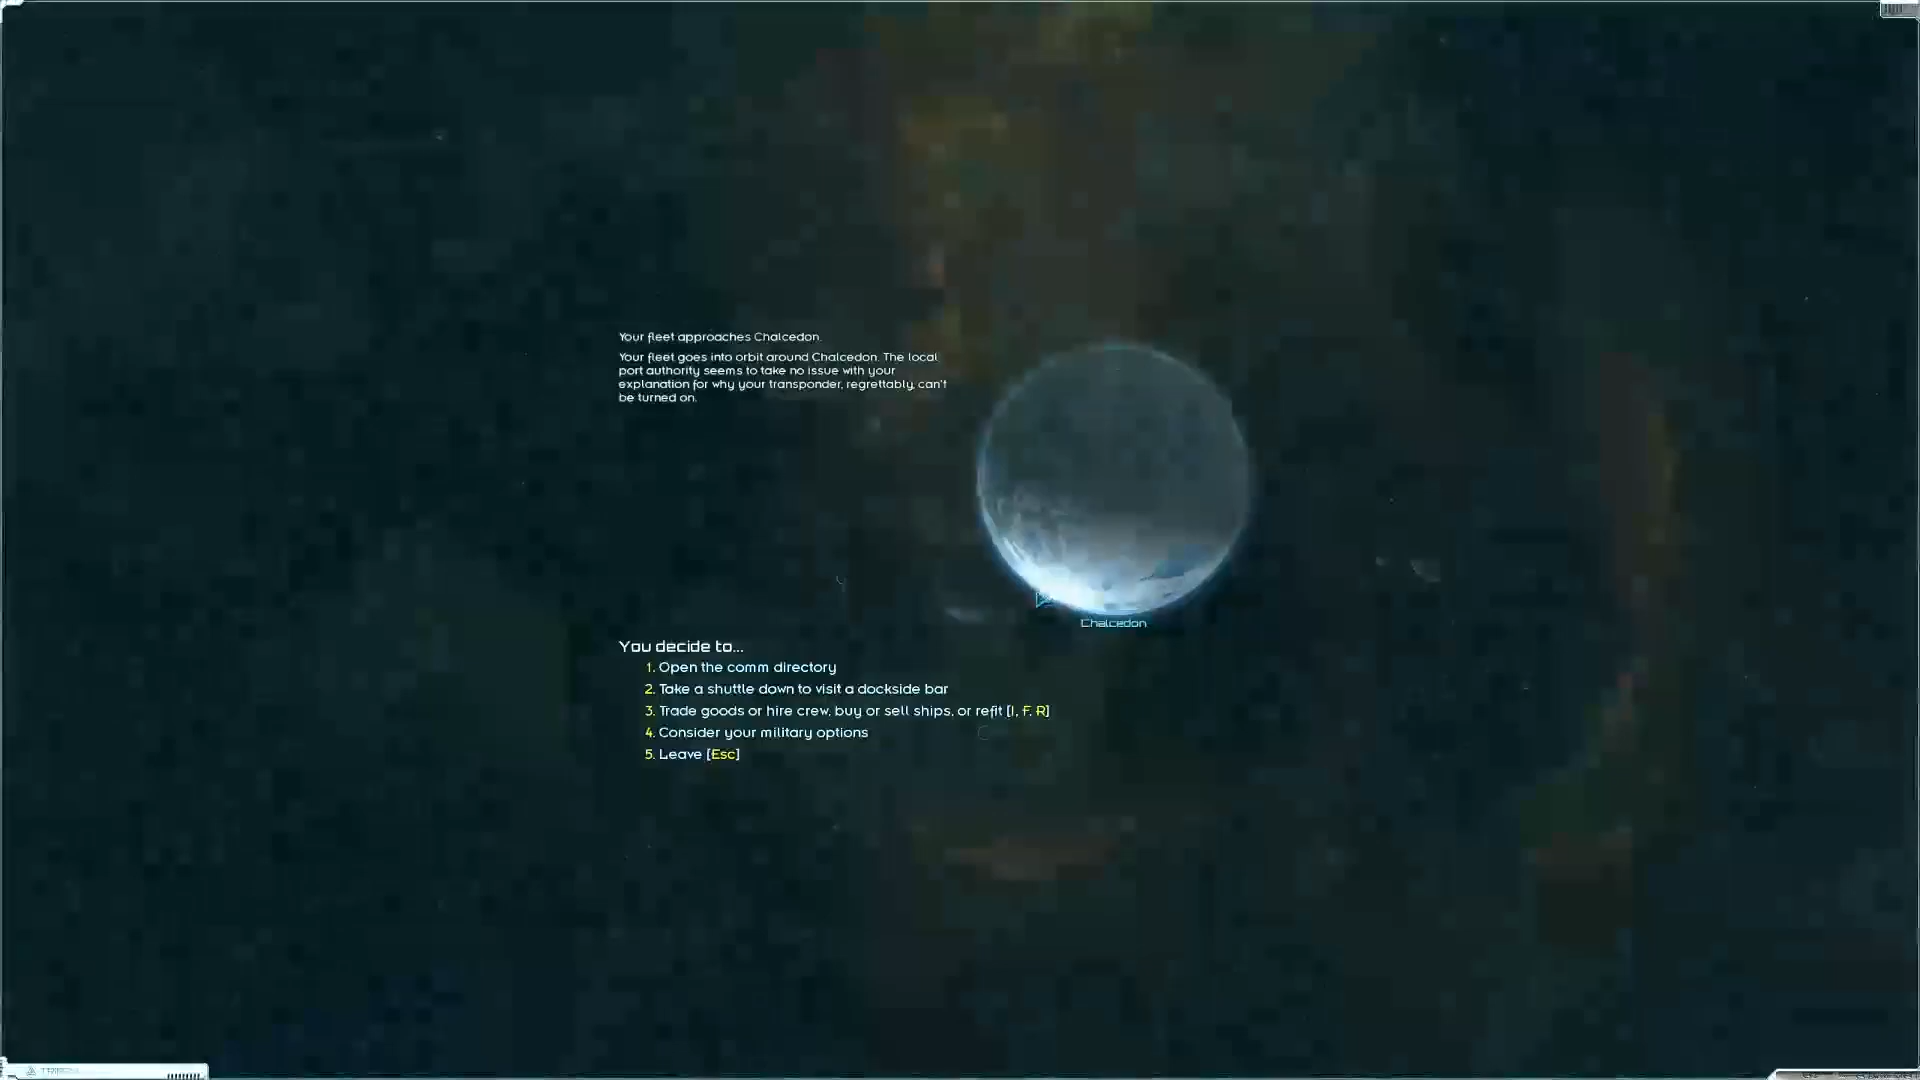 Your fleet approaches Chalcedon.
Your fleet goes into orbit around Chalcedon. The local
port authority seems to take no issue with your
explanation for why your transponder, regrettably, can't
be turned on.
Chalcedon
You decide to...
1. Open the comm directory
2. Take a shuttle down to visit a dockside bar
3. Trade goods or hire crew, buy or sell ships, or refit [I, F, R]
4. Consider your military options
5. Leave [Esc]